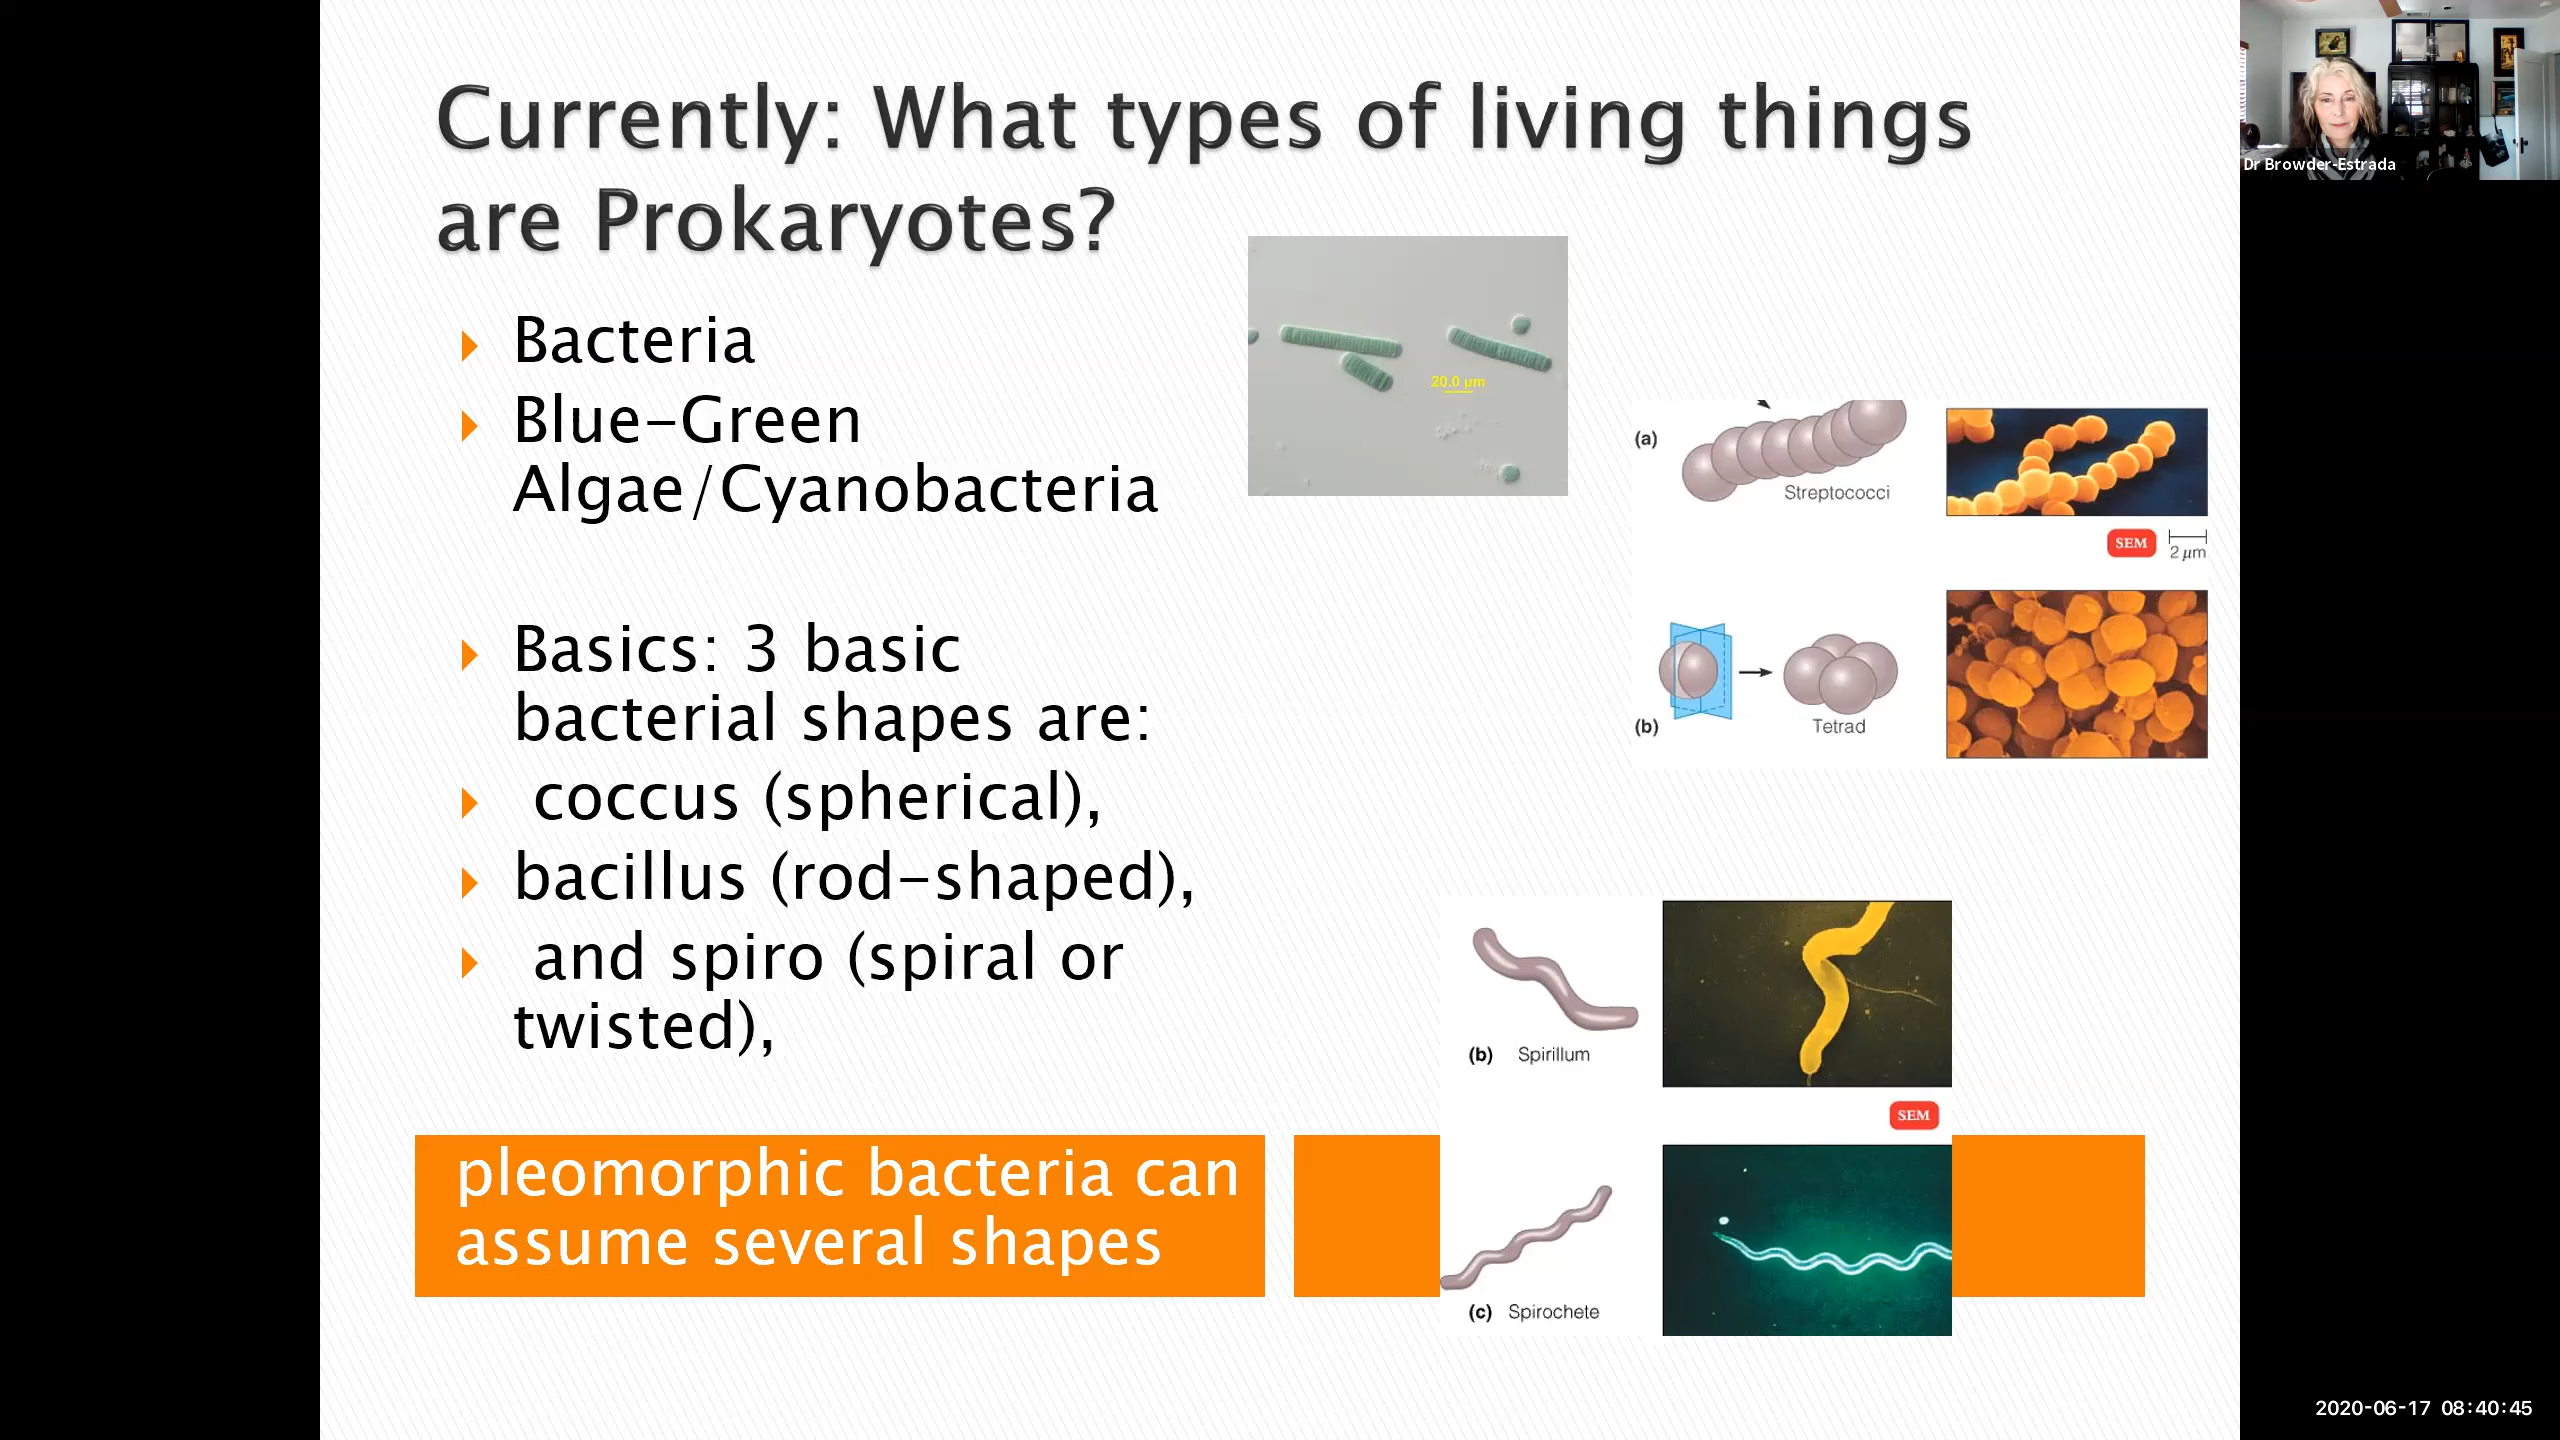 Currently: What types of living things
are Prokaryotes?
Bacteria
Blue-Green
Algae/Cyanobacteria
Basics: 3 basic
bacterial shapes are:
coccus (spherical),
bacillus (rod-shaped),
and spiro (spiral or
twisted),
pleomorphic bacteria can
assume several shapes
20.0 µm
(a)
Streptococci
SEM
2 µm
(b)
Tetrad
(b) Spirillum
SEM
(c) Spirochete
Dr Browder-Estrada
2020-06-17 08:40:45